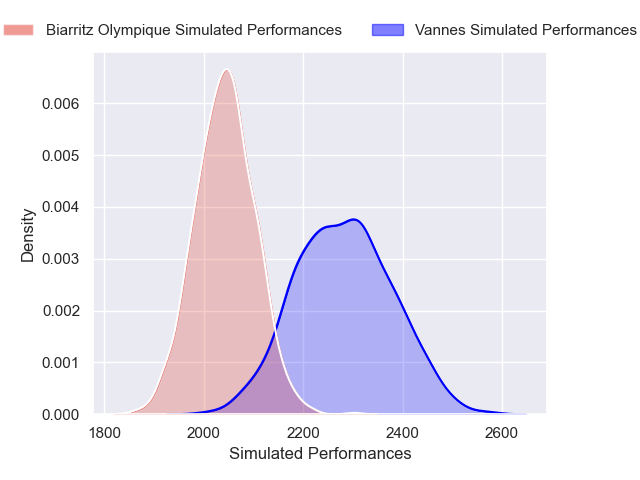 Biarritz Olympique Simulated Performances Vannes Simulated Performances
0.006
0.005
0.004
0.003
0.002
0.001
0.000
Density
1800 2000 2200 2400 2600
Simulated Performances